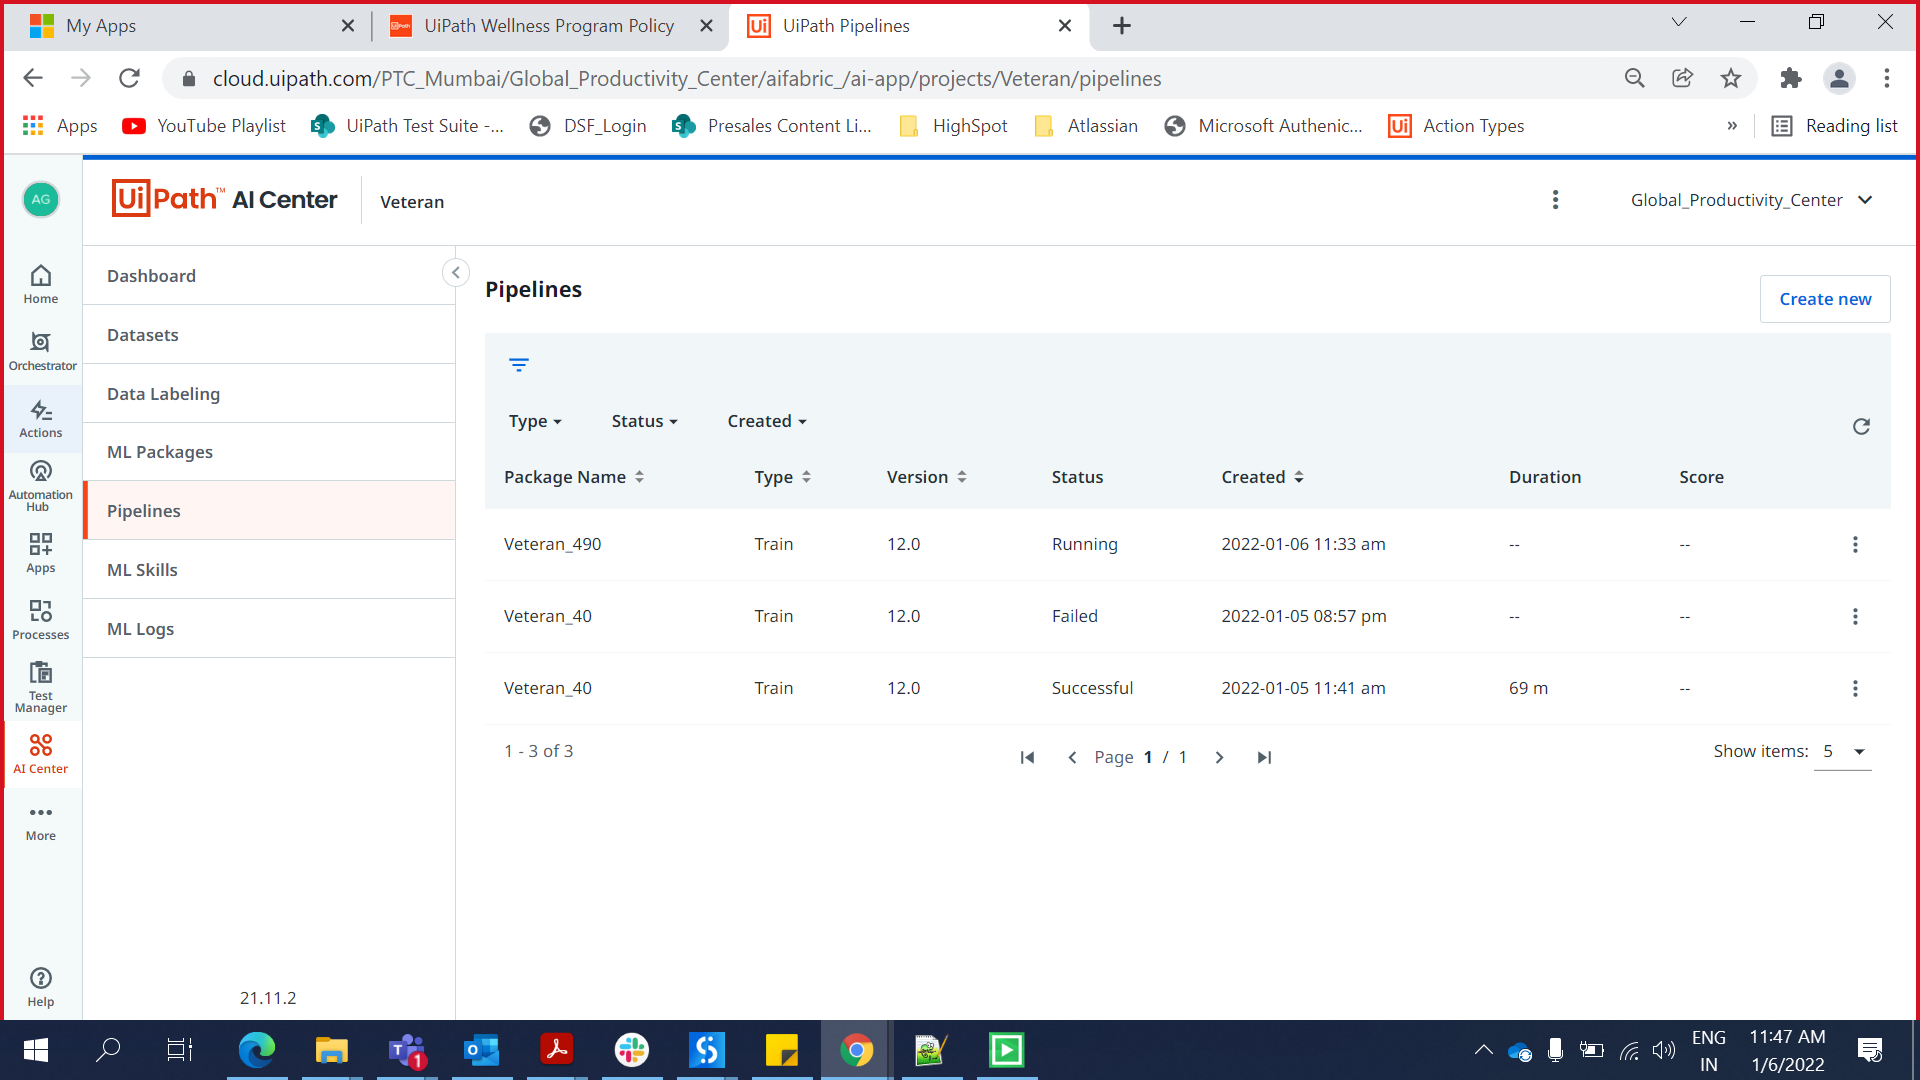 My Apps
UiPath Wellness Program Policy
UiPath Pipelines
cloud.uipath.com/PTC_Mumbai/Global_Productivity_Center/aifabric_/ai-app/projects/Veteran/pipelines
Apps YouTube Playlist UiPath Test Suite -... DSF_Login Presales Content Li... HighSpot Atlassian Microsoft Authenic... Action Types » Reading list
AG
UiPath™ AI Center Veteran Global_Productivity_Center
Home
Orchestrator
Actions
Automation
Hub
Apps
Processes
Test
Manager
AI Center
More
Help
Dashboard
Datasets
Data Labeling
ML Packages
Pipelines
ML Skills
ML Logs
21.11.2
Pipelines
Create new
Type Status Created
Package Name Type Version Status Created Duration Score
Veteran_490 Train 12.0 Running 2022-01-06 11:33 am -- --
Veteran_40 Train 12.0 Failed 2022-01-05 08:57 pm -- --
Veteran_40 Train 12.0 Successful 2022-01-05 11:41 am 69 m --
1 - 3 of 3 Page 1 / 1 Show items: 5
1
ENG
IN
11:47 AM
1/6/2022